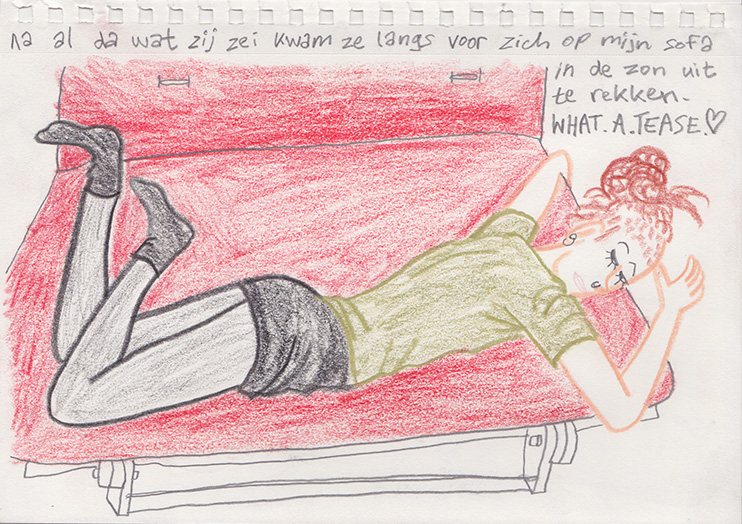 na al da wat zij zei kwam ze langs voor zich op mijn sofa
in de zon uit
te rekken.
WHAT.A.TEASE.♡